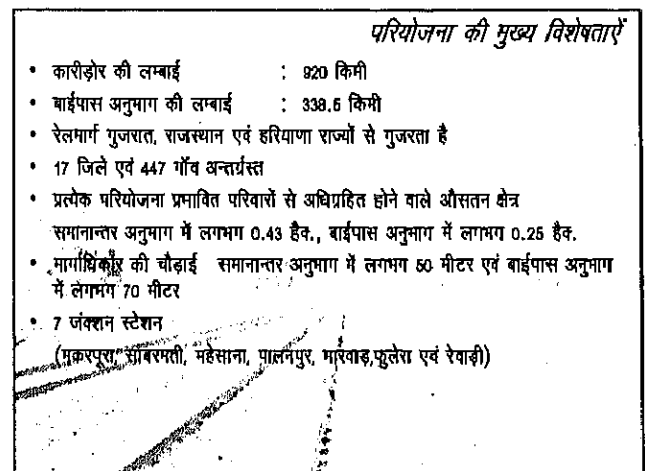 परियोजना की मुख्य विशेषताऐं
• कारीड़ोर की लम्बाई : 920 किमी
• बाईपास अनुभाग की लम्बाई : 338.5 किमी
• रेलमार्ग गुजरात, राजस्थान एवं हरियाणा राज्यों से गुजरता है
• 17 जिले एवं 447 गाँव अन्तर्ग्रस्त
• प्रत्येक परियोजना प्रभावित परिवारों से अधिग्रहित होने वाले औसतन क्षेत्र
समानान्तर अनुभाग में लगभग 0.43 हैक., बाईपास अनुभाग में लगभग 0.25 हैक.
• मार्गाधिकार की चौड़ाई समानान्तर अनुभाग में लगभग 50 मीटर एवं बाईपास अनुभाग
में लगभग 70 मीटर
• 7 जंक्शन स्टेशन
(मकरपूरा, साबरमती, महेसाना, पालनपुर, मारवाड़,फुलेरा एवं रेवाड़ी)